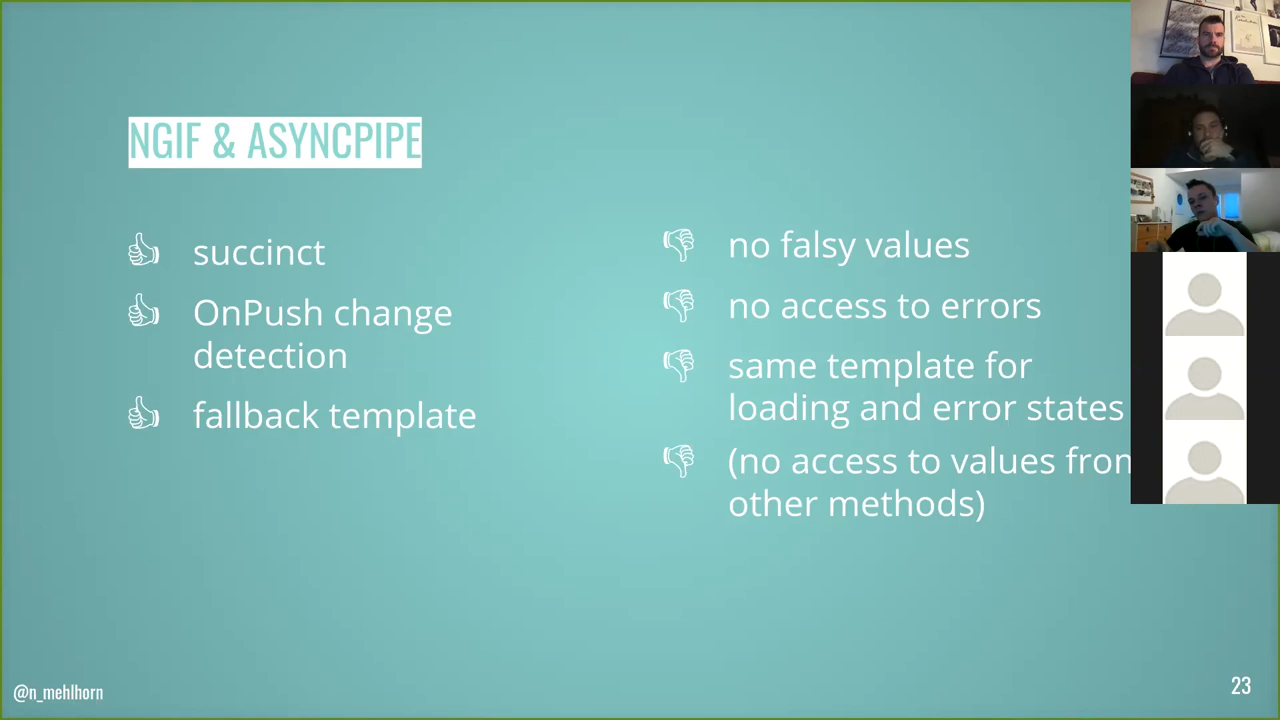 NGIF & ASYNCPIPE
succinct
OnPush change
detection
fallback template
no falsy values
no access to errors
same template for
loading and error states
(no access to values from
other methods)
@n_mehlhorn
23